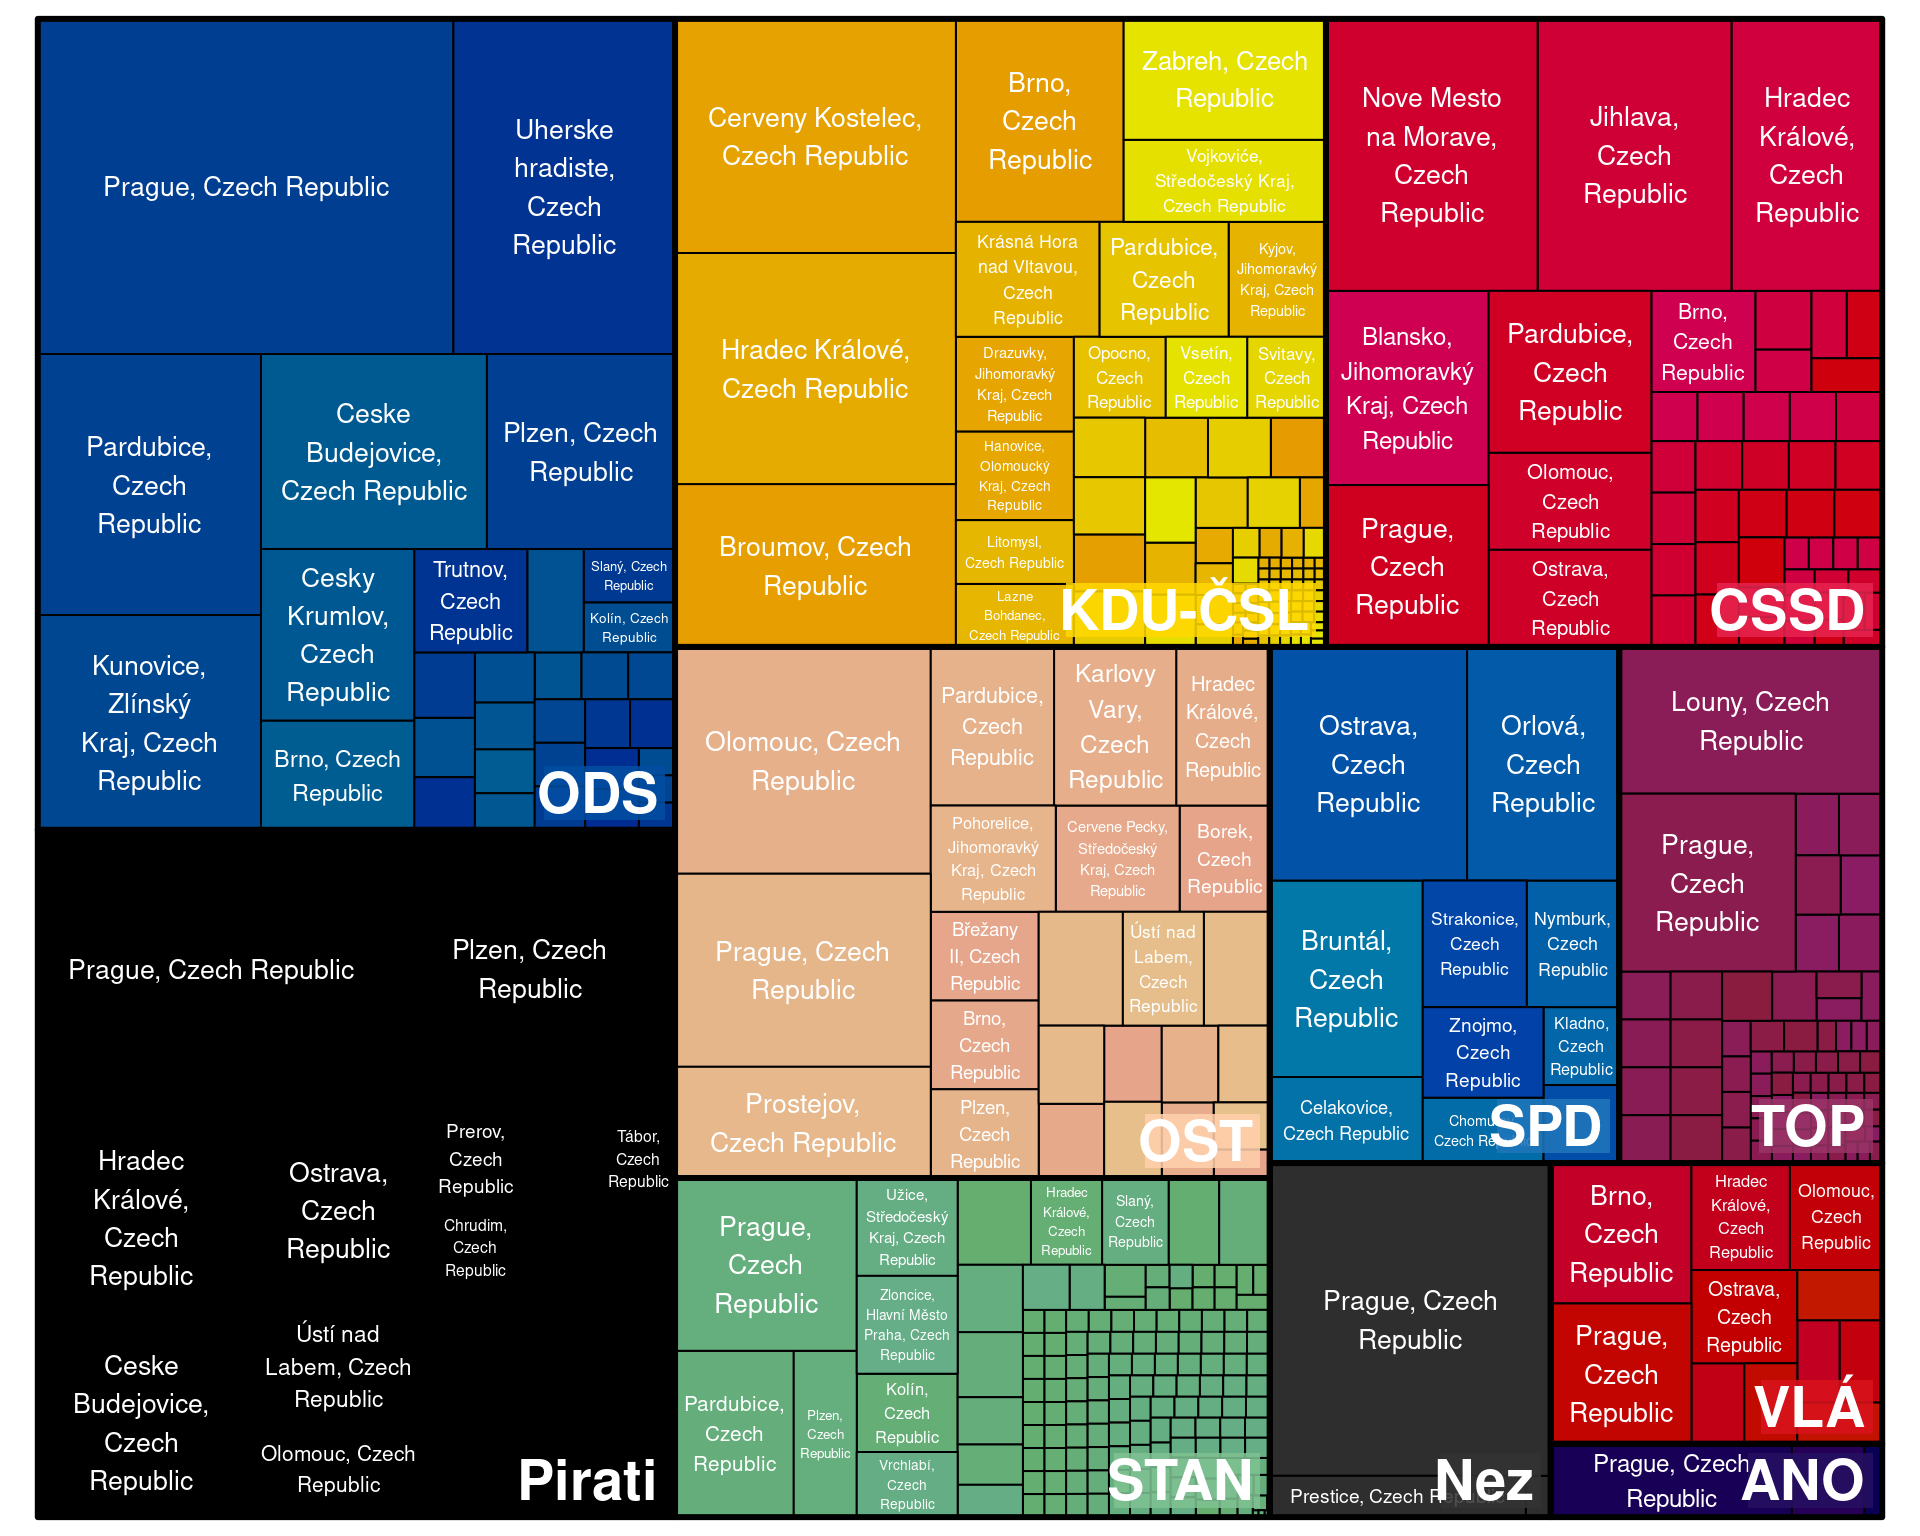 Prague, Czech Republic
Uherske
hradiste,
Czech
Republic
Pardubice,
Czech
Republic
Ceske
Budejovice,
Czech Republic
Plzen, Czech
Republic
Kunovice,
Zlínský
Kraj, Czech
Republic
Cesky
Krumlov,
Czech
Republic
Brno, Czech
Republic
Trutnov,
Czech
Republic
Slaný, Czech
Republic
Kolín, Czech
Republic
ODS
Cerveny Kostelec,
Czech Republic
Hradec Králové,
Czech Republic
Broumov, Czech
Republic
Brno,
Czech
Republic
Zabreh, Czech
Republic
Vojkoviće,
Středočeský Kraj,
Czech Republic
Krásná Hora
nad Vltavou,
Czech
Republic
Pardubice,
Czech
Republic
Kyjov,
Jihomoravký
Kraj, Czech
Republic
Drazuvky,
Jihomoravký
Kraj, Czech
Republic
Opocno,
Czech
Republic
Vsetín,
Czech
Republic
Svitavy,
Czech
Republic
Hanovice,
Olomoucký
Kraj, Czech
Republic
Litomysl,
Czech Republic
Lazne
Bohdanec,
Czech Republic
KDU-ČSL
Nove Mesto
na Morave,
Czech
Republic
Jihlava,
Czech
Republic
Hradec
Králové,
Czech
Republic
Blansko,
Jihomoravký
Kraj, Czech
Republic
Pardubice,
Czech
Republic
Brno,
Czech
Republic
Prague,
Czech
Republic
Olomouc,
Czech
Republic
Ostrava,
Czech
Republic
CSSD
Olomouc, Czech
Republic
Prague, Czech
Republic
Prostejov,
Czech Republic
Pardubice,
Czech
Republic
Karlovy
Vary,
Czech
Republic
Hradec
Králové,
Czech
Republic
Pohorelice,
Jihomoravký
Kraj, Czech
Republic
Cervene Pecky,
Středočeský
Kraj, Czech
Republic
Borek,
Czech
Republic
Břežany
II, Czech
Republic
Ústí nad
Labem,
Czech
Republic
Brno,
Czech
Republic
Plzen,
Czech
Republic
OST
Ostrava,
Czech
Republic
Orlová,
Czech
Republic
Bruntál,
Czech
Republic
Strakonice,
Czech
Republic
Nymburk,
Czech
Republic
Znojmo,
Czech
Republic
Kladno,
Czech
Republic
Celakovice,
Czech Republic
Czech
SPD
Louny, Czech
Republic
Prague,
Czech
Republic
TOP
Prague, Czech Republic
Plzen, Czech
Republic
Hradec
Králové,
Czech
Republic
Ostrava,
Czech
Republic
Prerov,
Czech
Republic
Tábor,
Czech
Republic
Chrudim,
Czech
Republic
Ceske
Budejovice,
Czech
Republic
Ústí nad
Labem, Czech
Republic
Olomouc, Czech
Republic
Pirati
Prague,
Czech
Republic
Pardubice,
Czech
Republic
Plzen,
Czech
Republic
Užice,
Středočeský
Kraj, Czech
Republic
Zloncice,
Hlavní Město
Praha, Czech
Republic
Kolín,
Czech
Republic
Vrchlabí,
Czech
Republic
Hradec
Králové,
Czech
Republic
Slaný,
Czech
Republic
STAN
Prague, Czech
Republic
Prestice, Czech Republic
Nez
Brno,
Czech
Republic
Hradec
Králové,
Czech
Republic
Olomouc,
Czech
Republic
Prague,
Czech
Republic
Ostrava,
Czech
Republic
VLÁ
Prague, Czech
Republic
ANO